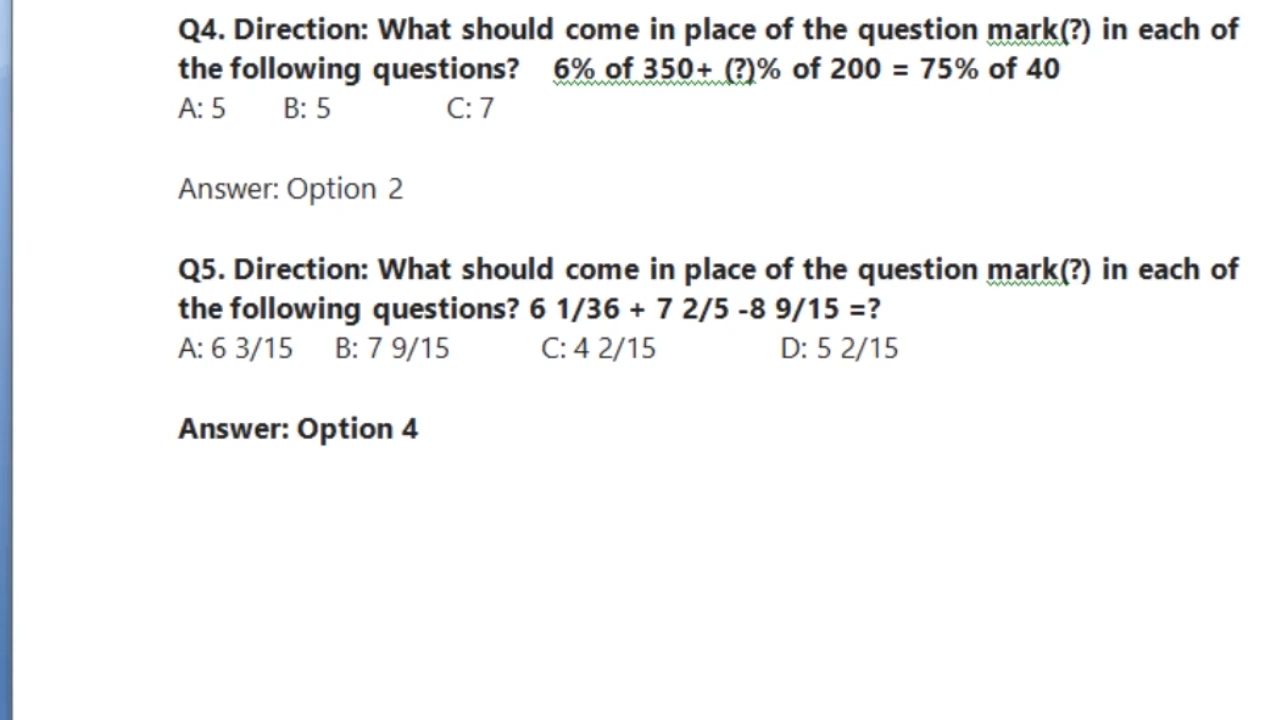 Q4. Direction: What should come in place of the question mark(?) in each of
the following questions? 6% of 350+ (?)% of 200 = 75% of 40
A: 5 B: 5 C: 7
Answer: Option 2
Q5. Direction: What should come in place of the question mark(?) in each of
the following questions? 6 1/36 + 7 2/5 -8 9/15 =?
A: 6 3/15 B: 7 9/15 C: 4 2/15 D: 5 2/15
Answer: Option 4